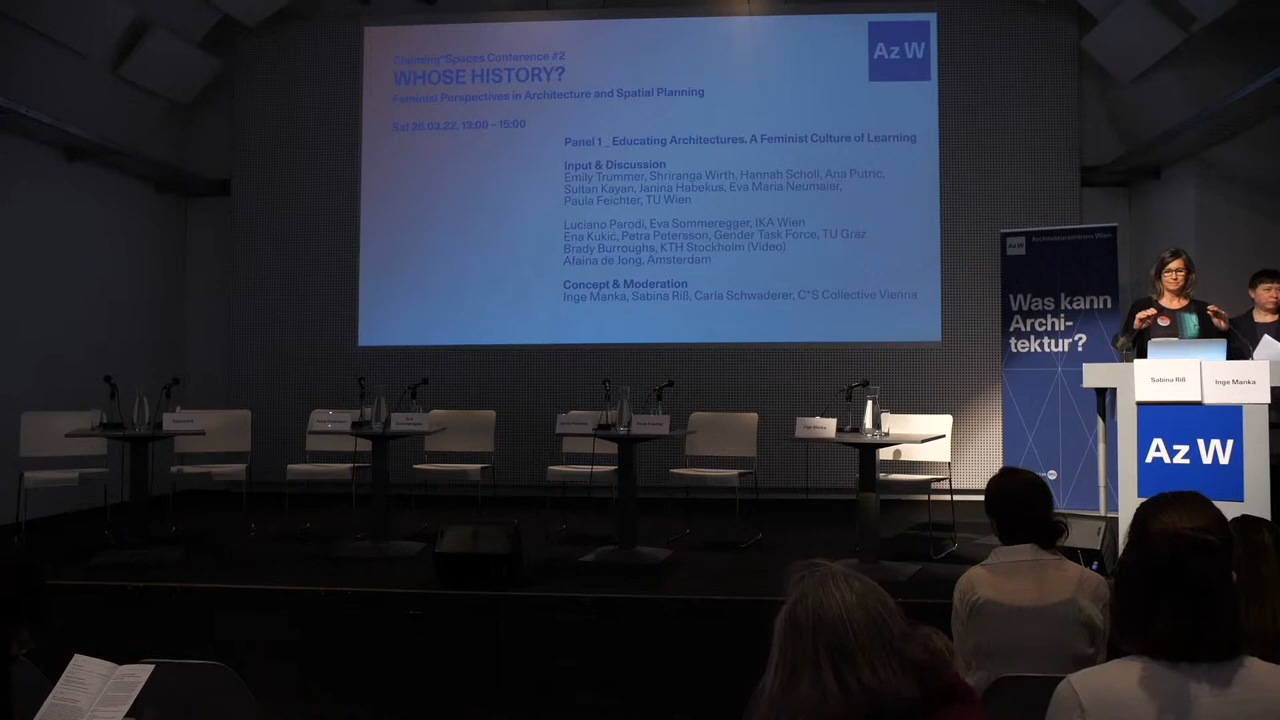 Claiming*Spaces Conference #2
WHOSE HISTORY?
Feminist Perspectives in Architecture and Spatial Planning
Sat 26.03.22, 13:00 – 15:00
Az W
Panel 1 _ Educating Architectures. A Feminist Culture of Learning
Input & Discussion
Emily Trummer, Shriranga Wirth, Hannah Scholl, Ana Putric,
Sultan Kayan, Janina Habekus, Eva Maria Neumaier,
Paula Feichter, TU Wien
Luciano Parodi, Eva Sommeregger, IKA Wien
Ena Kukić, Petra Petersson, Gender Task Force, TU Graz
Brady Burroughs, KTH Stockholm (Video)
Afaina de Jong, Amsterdam
Concept & Moderation
Inge Manka, Sabina Riß, Carla Schwaderer, C*S Collective Vienna
Az W
Architekturzentrum Wien
Was kann
Archi-
tektur?
Sabina Riß
Inge Manka
Az W
Inge Manka